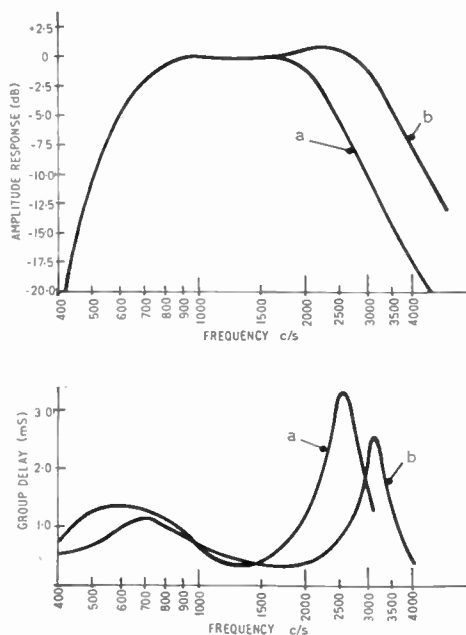 +2·5
0
-2·5
-5·0
-7·5
-10·0
-12·5
-15·0
-17·5
-20·0
AMPLITUDE RESPONSE (dB)
a
b
400 500 600 700 800 900 1000 1500 2000 2500 3000 3500 4000
FREQUENCY c/s
3·0
2·0
1·0
GROUP DELAY (mS)
a
b
400 500 600 700 800 900 1000 1500 2000 2500 3000 3500 4000
FREQUENCY c/s